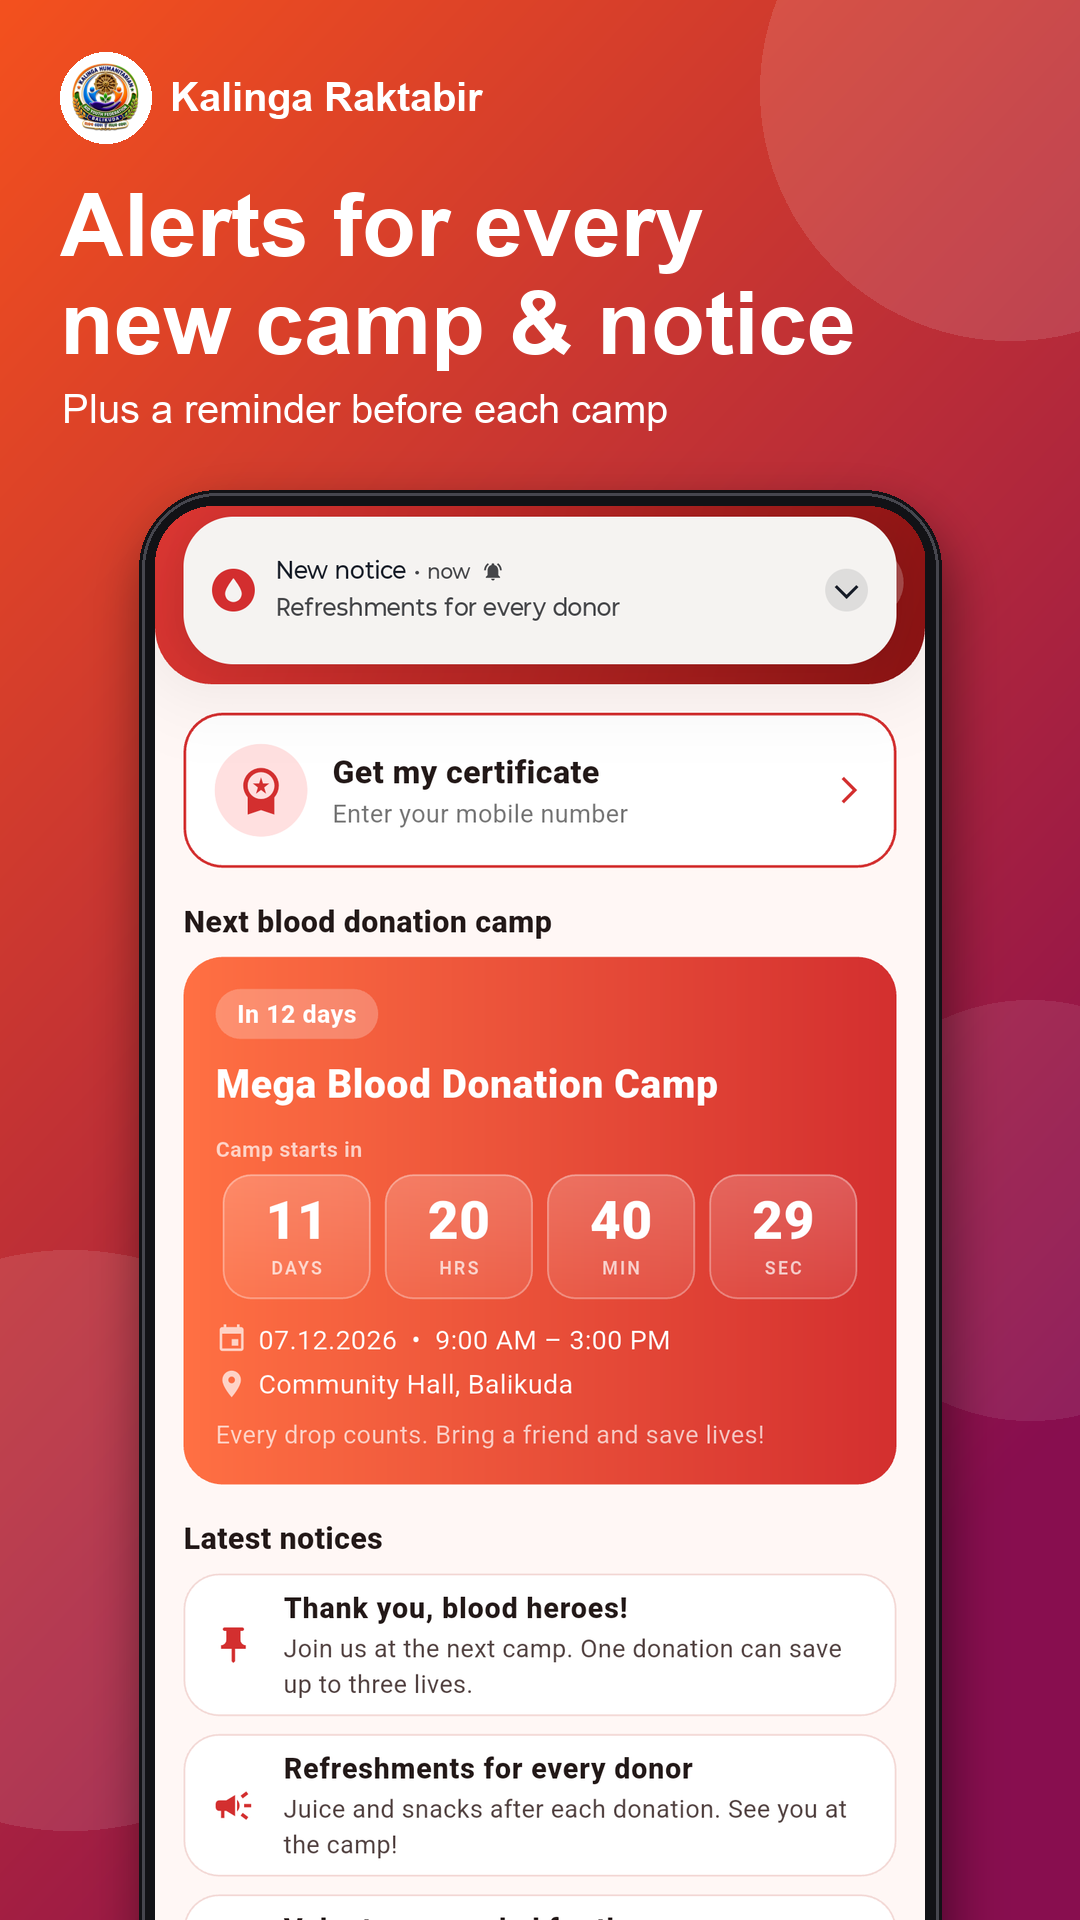 KALINGA HUMANITARIAN
BALIKUDA
Kalinga Raktabir
Alerts for every
new camp & notice
Plus a reminder before each camp
New notice · now
Refreshments for every donor
Get my certificate
Enter your mobile number
Next blood donation camp
In 12 days
Mega Blood Donation Camp
Camp starts in
11 20 40 29
DAYS HRS MIN SEC
07.12.2026 • 9:00 AM – 3:00 PM
Community Hall, Balikuda
Every drop counts. Bring a friend and save lives!
Latest notices
Thank you, blood heroes!
Join us at the next camp. One donation can save
up to three lives.
Refreshments for every donor
Juice and snacks after each donation. See you at
the camp!